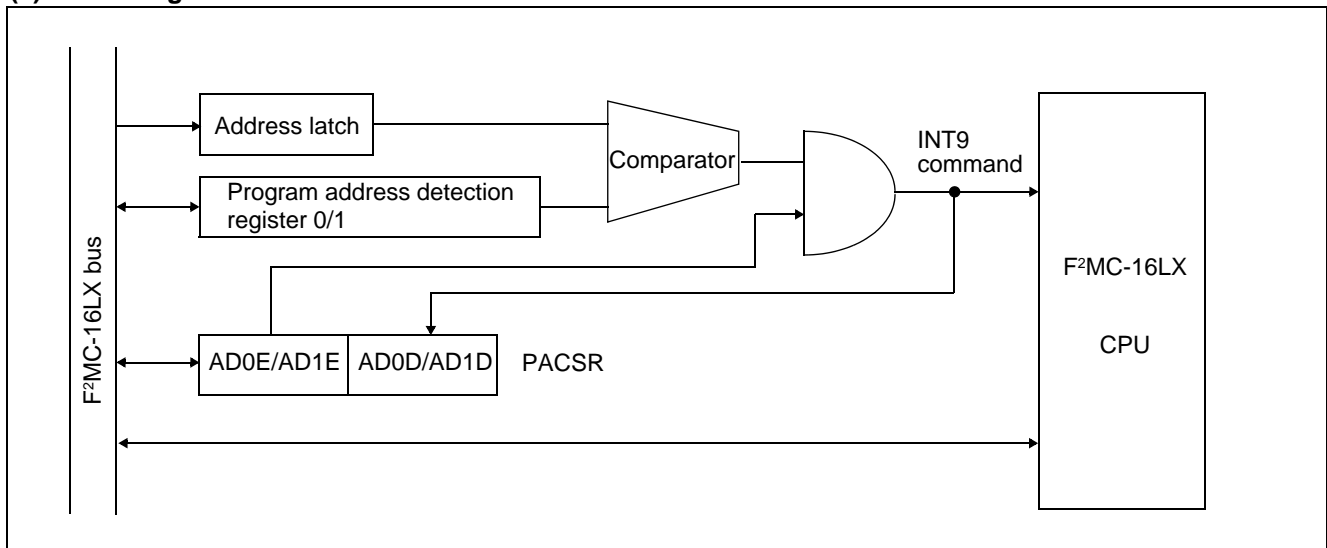 Address latch
Comparator
INT9
command
Program address detection
register 0/1
F²MC-16LX bus
F²MC-16LX
CPU
AD0E/AD1E
AD0D/AD1D
PACSR